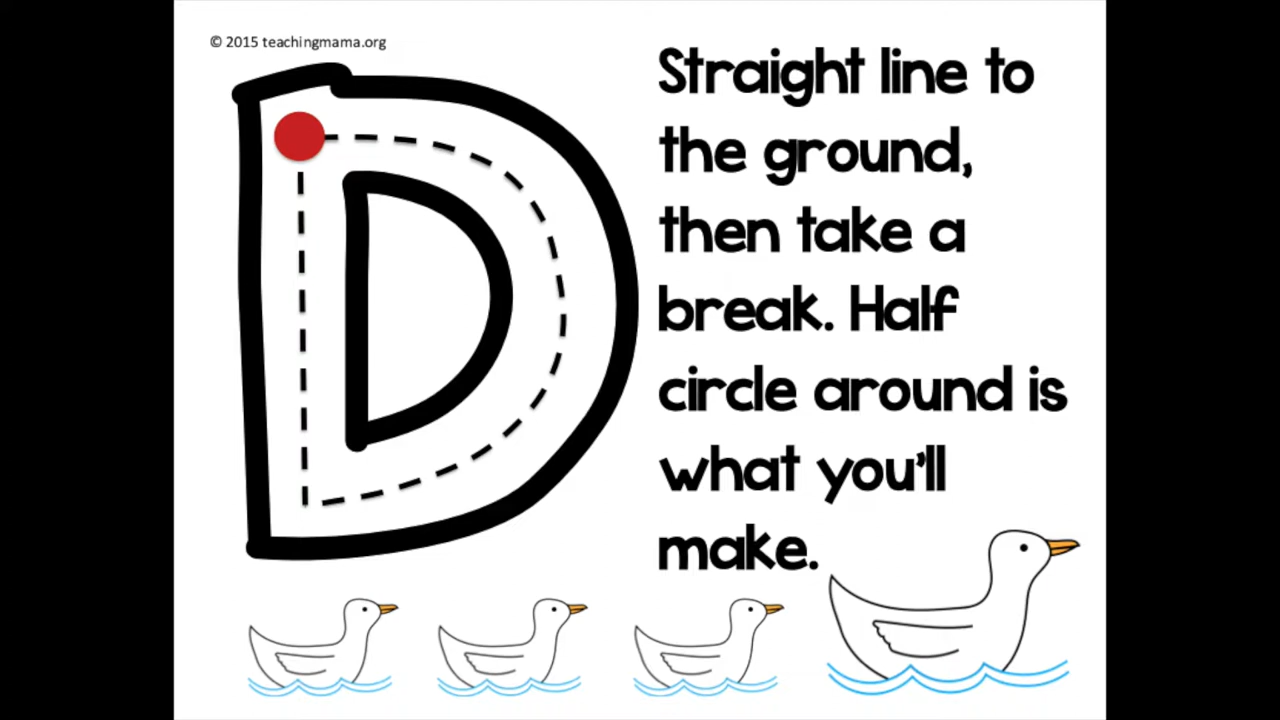 © 2015 teachingmama.org
D
Straight line to
the ground,
then take a
break. Half
circle around is
what you'll
make.